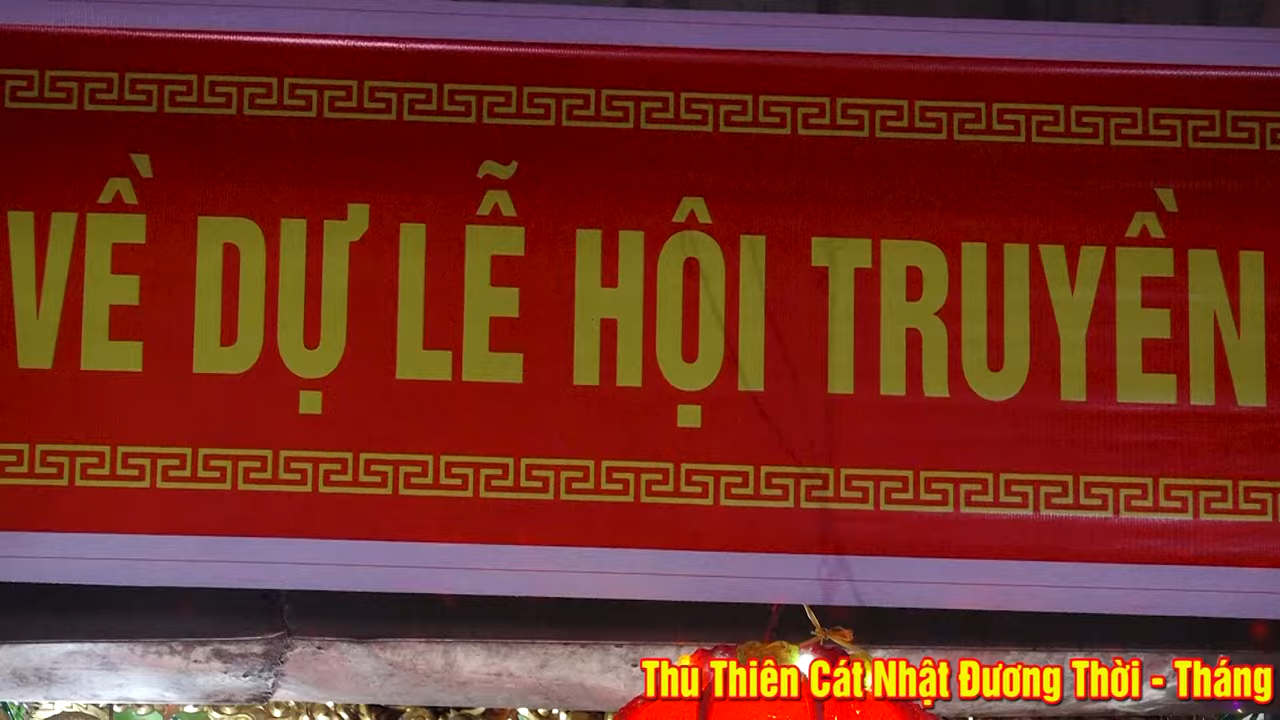 VỀ DỰ LỄ HỘI TRUYỀN
Thu Thiên Cát Nhật Đương Thời - Tháng